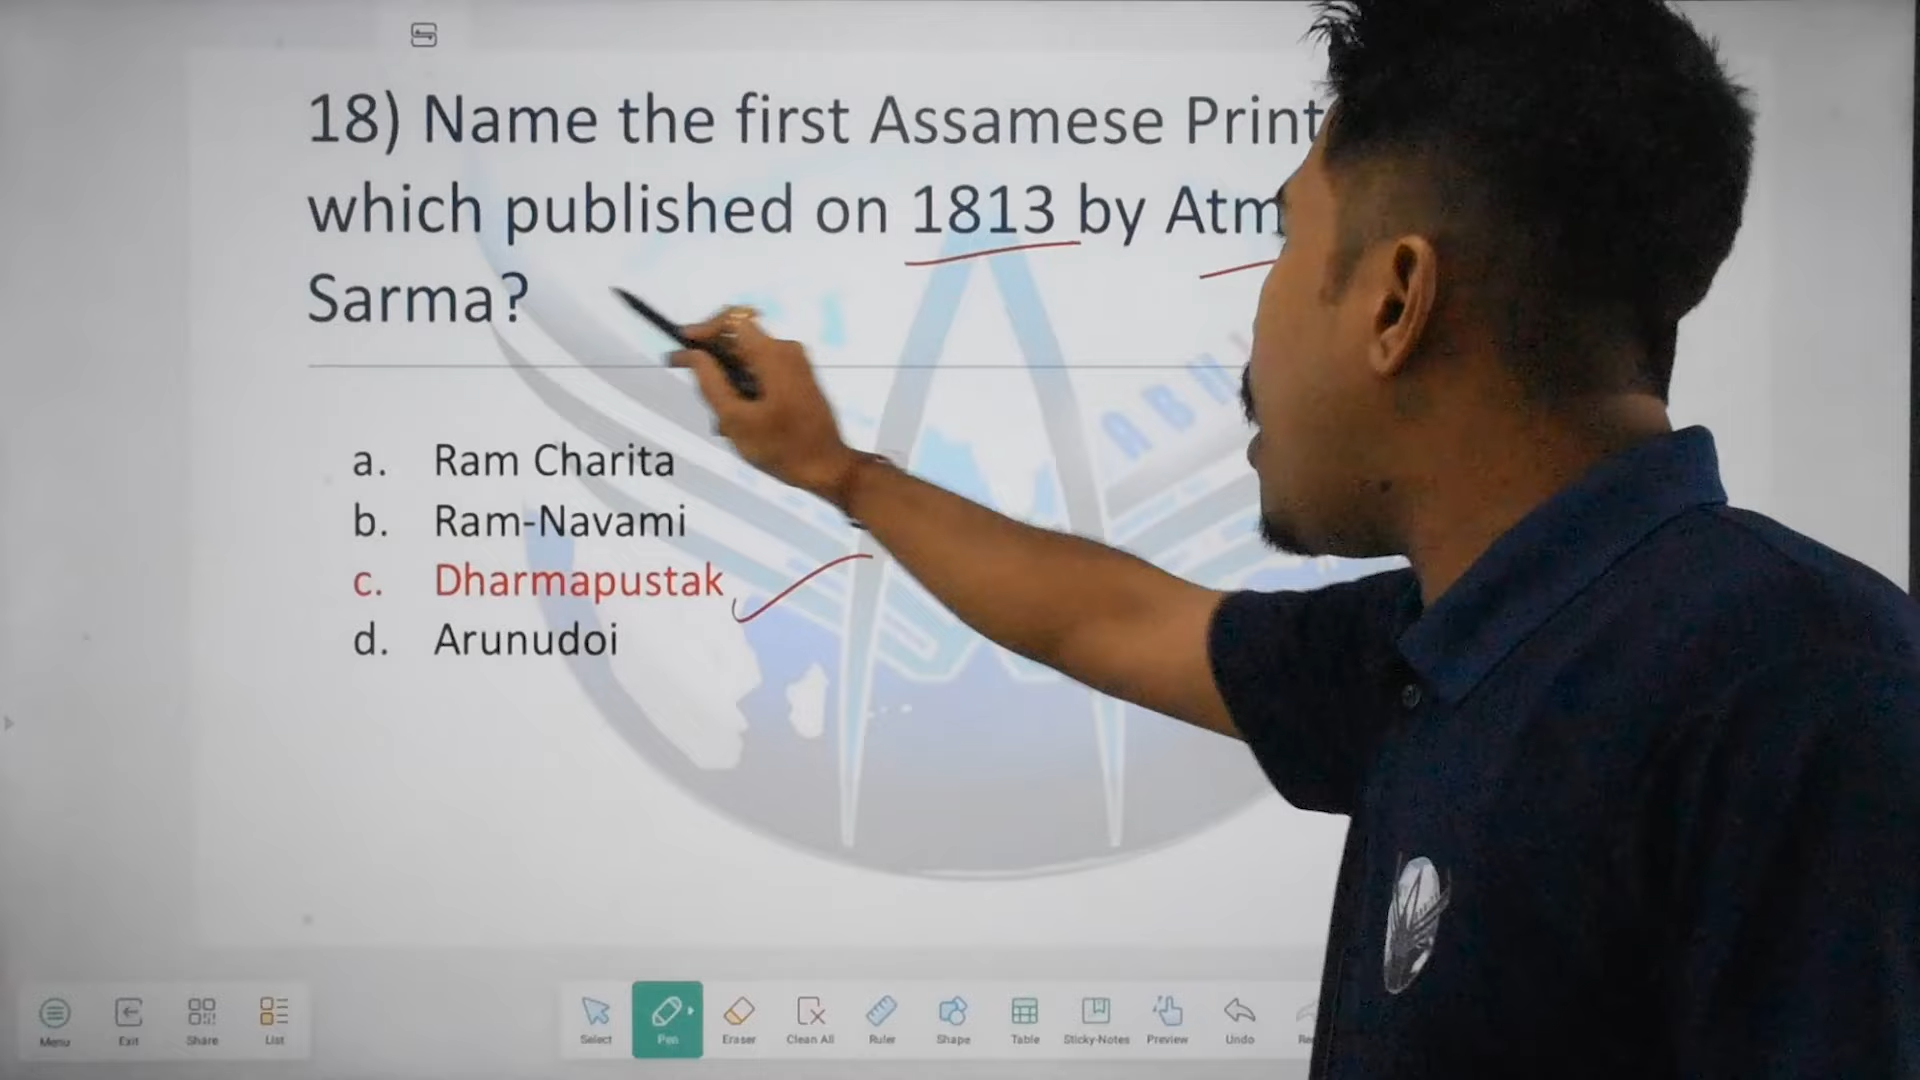 18) Name the first Assamese Print
which published on 1813 by Atm
Sarma?
a. Ram Charita
b. Ram-Navami
c. Dharmapustak
d. Arunudoi
Menu Exit Share List Select Pen Eraser Clean All Ruler Shape Table Sticky-Notes Preview Undo